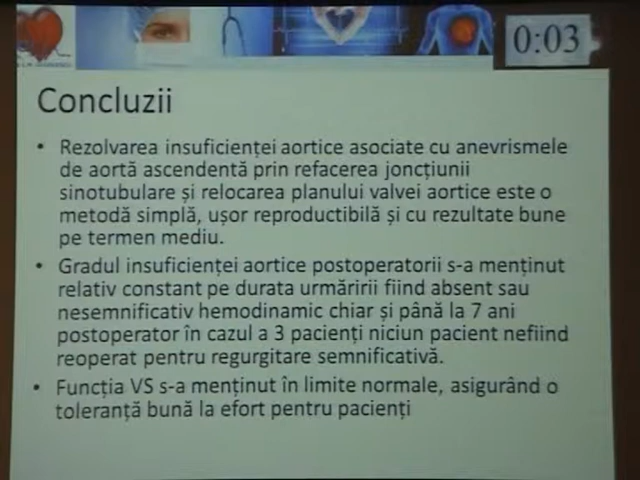 0:03
Concluzii
• Rezolvarea insuficienței aortice asociate cu anevrismele
de aortă ascendentă prin refacerea joncțiunii
sinotubulare și relocarea planului valvei aortice este o
metodă simplă, ușor reproductibilă și cu rezultate bune
pe termen mediu.
• Gradul insuficienței aortice postoperatorii s-a menținut
relativ constant pe durata urmăririi fiind absent sau
nesemnificativ hemodinamic chiar și până la 7 ani
postoperator în cazul a 3 pacienți niciun pacient nefiind
reoperat pentru regurgitare semnificativă.
• Funcția VS s-a menținut în limite normale, asigurând o
toleranță bună la efort pentru pacienți